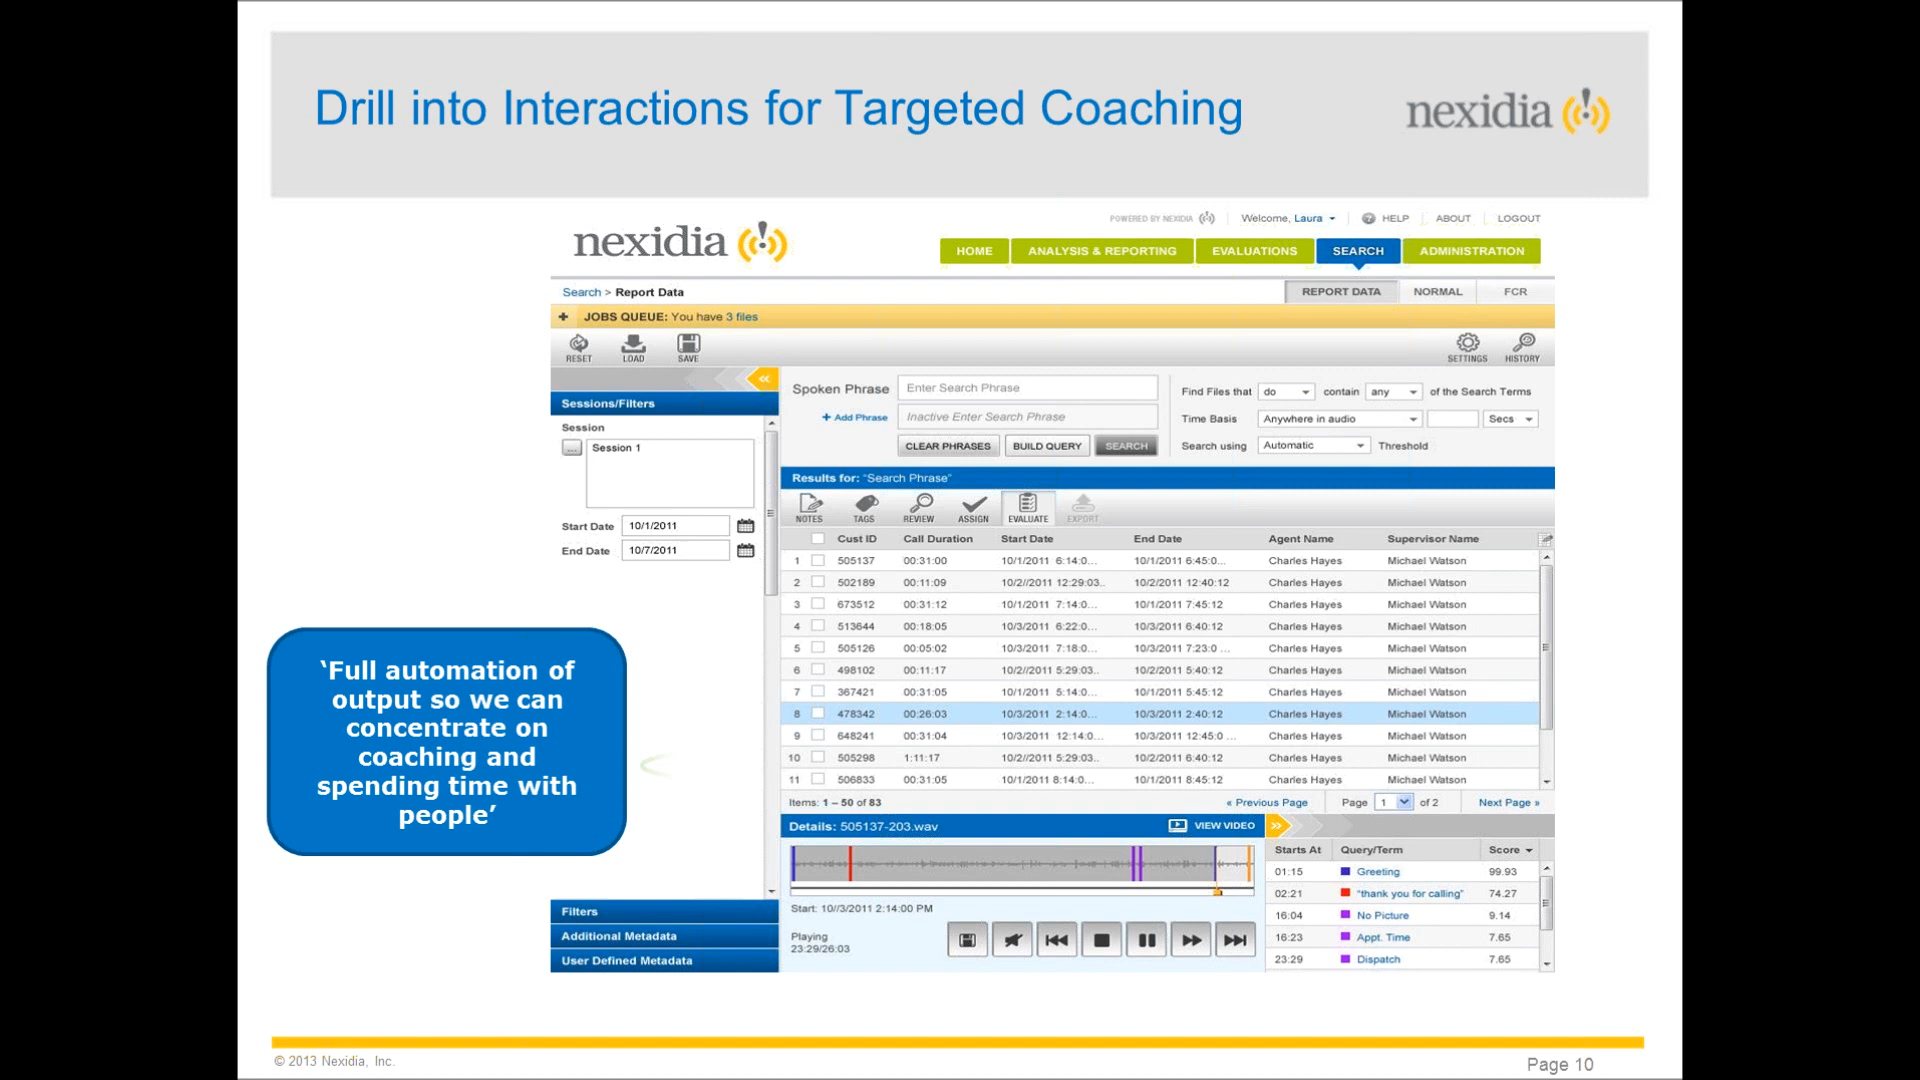 Drill into Interactions for Targeted Coaching
nexidia
nexidia
POWERED BY NEXIDIA
Welcome, Laura
HELP
ABOUT
LOGOUT
HOME
ANALYSIS & REPORTING
EVALUATIONS
SEARCH
ADMINISTRATION
Search > Report Data
REPORT DATA
NORMAL
FCR
JOBS QUEUE: You have 3 files
RESET
LOAD
SAVE
SETTINGS
HISTORY
Sessions/Filters
Session
Session 1
Start Date 10/1/2011
End Date 10/7/2011
Spoken Phrase Enter Search Phrase
+ Add Phrase Inactive Enter Search Phrase
CLEAR PHRASES BUILD QUERY SEARCH
Find Files that do contain any of the Search Terms
Time Basis Anywhere in audio Secs
Search using Automatic Threshold
Results for: "Search Phrase"
NOTES TAGS REVIEW ASSIGN EVALUATE EXPORT
Cust ID Call Duration Start Date End Date Agent Name Supervisor Name
1 505137 00:31:00 10/1/2011 6:14:0... 10/1/2011 6:45:0... Charles Hayes Michael Watson
2 502189 00:11:09 10/2//2011 12:29:03.. 10/2/2011 12:40:12 Charles Hayes Michael Watson
3 673512 00:31:12 10/1/2011 7:14:0... 10/1/2011 7:45:12 Charles Hayes Michael Watson
4 513644 00:18:05 10/3/2011 6:22:0... 10/3/2011 6:40:12 Charles Hayes Michael Watson
5 505126 00:05:02 10/3/2011 7:18:0... 10/3/2011 7:23:0 ... Charles Hayes Michael Watson
6 498102 00:11:17 10/2//2011 5:29:03.. 10/2/2011 5:40:12 Charles Hayes Michael Watson
7 367421 00:31:05 10/1/2011 5:14:0... 10/1/2011 5:45:12 Charles Hayes Michael Watson
8 478342 00:26:03 10/3/2011 2:14:0... 10/3/2011 2:40:12 Charles Hayes Michael Watson
9 648241 00:31:04 10/3/2011 12:14:0... 10/3/2011 12:45:0 ... Charles Hayes Michael Watson
10 505298 1:11:17 10/2//2011 5:29:03.. 10/2/2011 6:40:12 Charles Hayes Michael Watson
11 506833 00:31:05 10/1/2011 8:14:0... 10/1/2011 8:45:12 Charles Hayes Michael Watson
Items: 1 – 50 of 83
« Previous Page Page 1 of 2 Next Page »
Details: 505137-203.wav
VIEW VIDEO
Start: 10//3/2011 2:14:00 PM
Playing
23:29/26:03
Starts At Query/Term Score
01:15 Greeting 99.93
02:21 "thank you for calling" 74.27
16:04 No Picture 9.14
16:23 Appt. Time 7.65
23:29 Dispatch 7.65
Filters
Additional Metadata
User Defined Metadata
‘Full automation of
output so we can
concentrate on
coaching and
spending time with
people’
© 2013 Nexidia, Inc.
Page 10